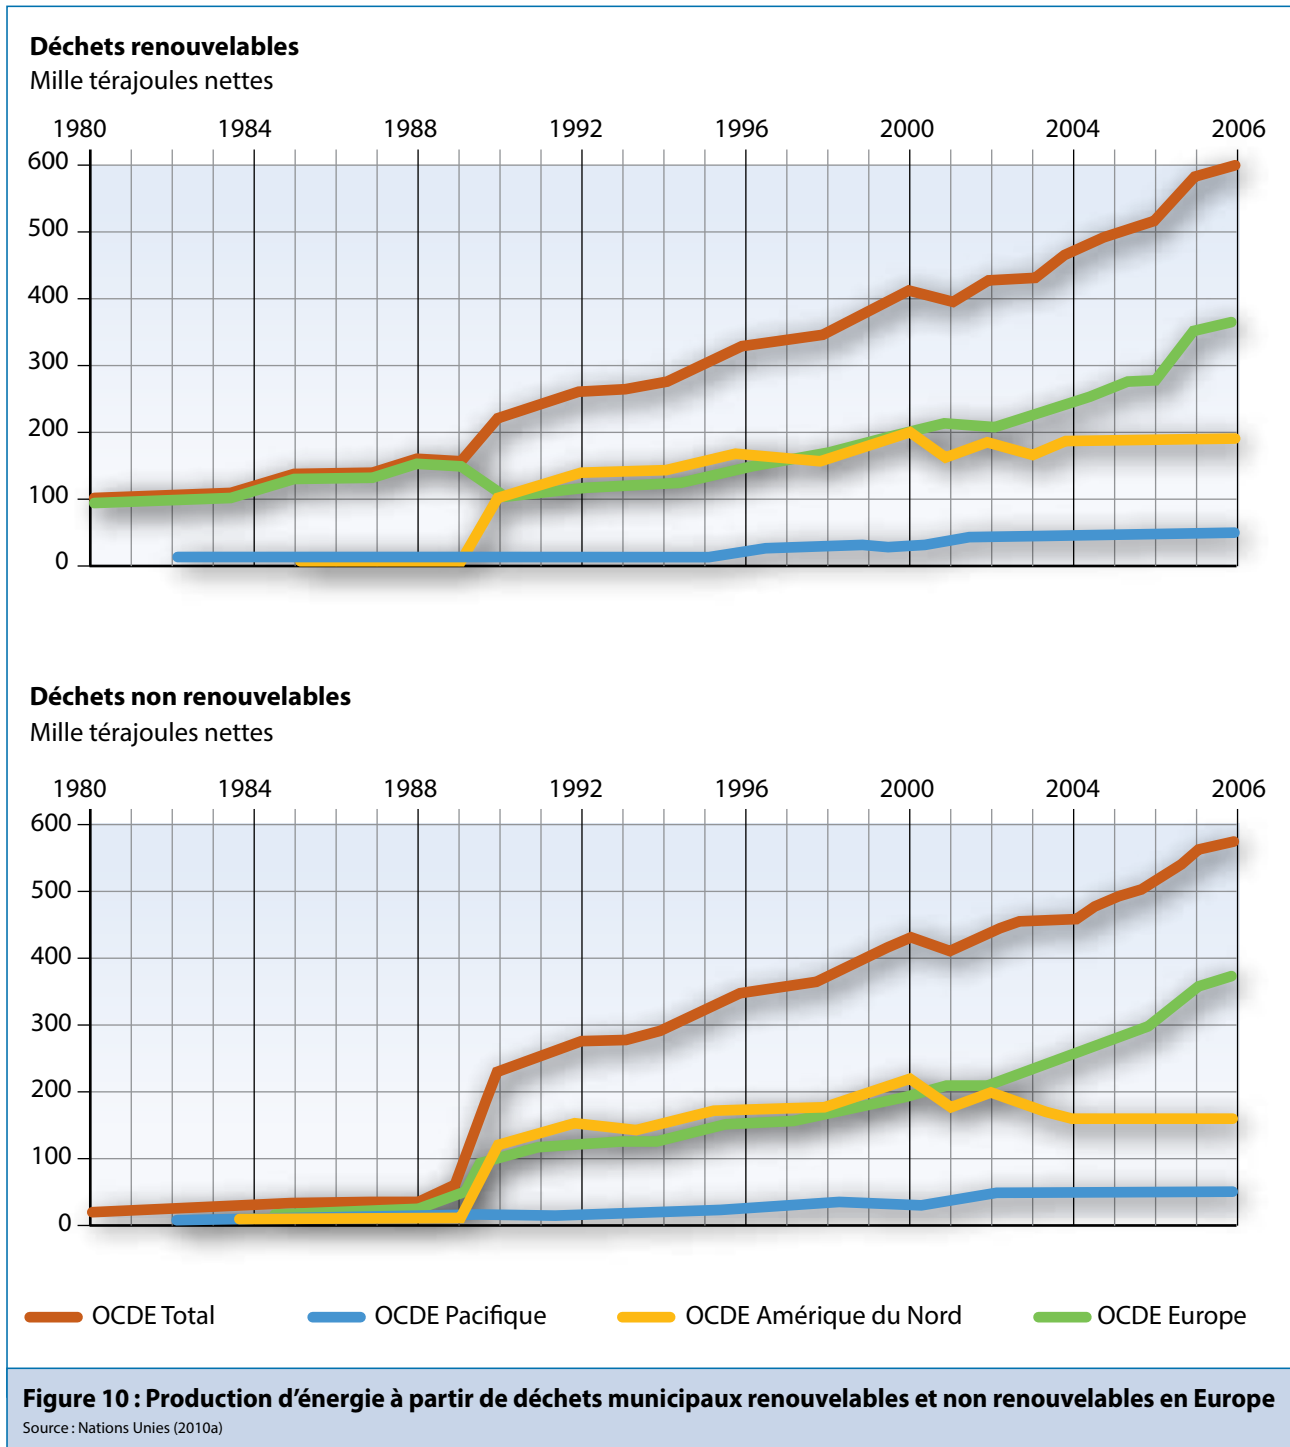 Déchets renouvelables
Mille térajoules nettes
1980 1984 1988 1992 1996 2000 2004 2006
600
500
400
300
200
100
0
Déchets non renouvelables
Mille térajoules nettes
1980 1984 1988 1992 1996 2000 2004 2006
600
500
400
300
200
100
0
OCDE Total OCDE Pacifique OCDE Amérique du Nord OCDE Europe
Figure 10 : Production d’énergie à partir de déchets municipaux renouvelables et non renouvelables en Europe
Source : Nations Unies (2010a)